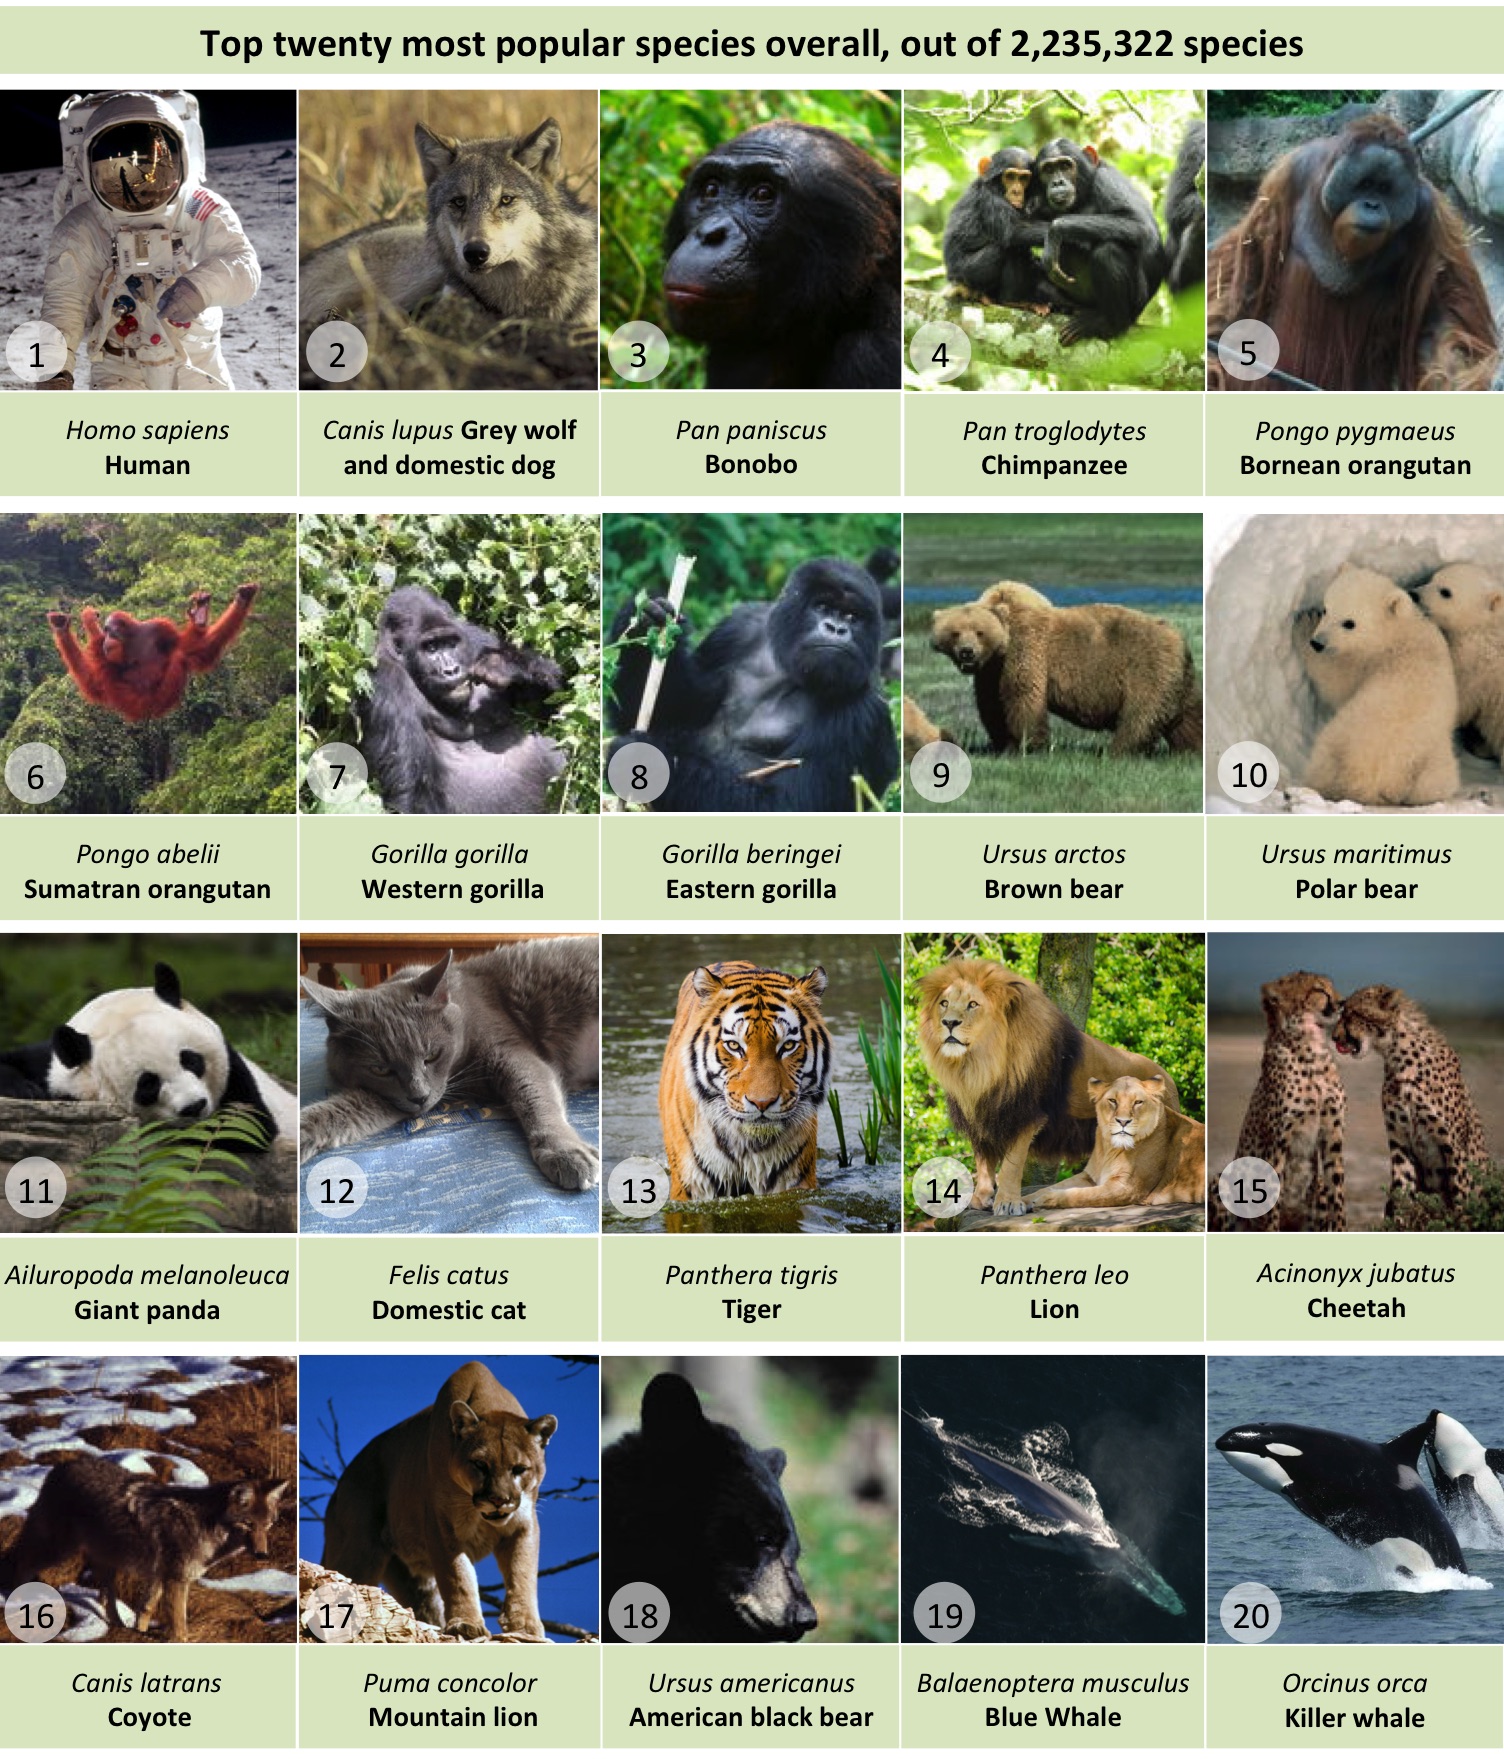 Top twenty most popular species overall, out of 2,235,322 species
1
2
3
4
5
Homo sapiens
Human
Canis lupus Grey wolf
and domestic dog
Pan paniscus
Bonobo
Pan troglodytes
Chimpanzee
Pongo pygmaeus
Bornean orangutan
6
7
8
9
10
Pongo abelii
Sumatran orangutan
Gorilla gorilla
Western gorilla
Gorilla beringei
Eastern gorilla
Ursus arctos
Brown bear
Ursus maritimus
Polar bear
11
12
13
14
15
Ailuropoda melanoleuca
Giant panda
Felis catus
Domestic cat
Panthera tigris
Tiger
Panthera leo
Lion
Acinonyx jubatus
Cheetah
16
17
18
19
20
Canis latrans
Coyote
Puma concolor
Mountain lion
Ursus americanus
American black bear
Balaenoptera musculus
Blue Whale
Orcinus orca
Killer whale